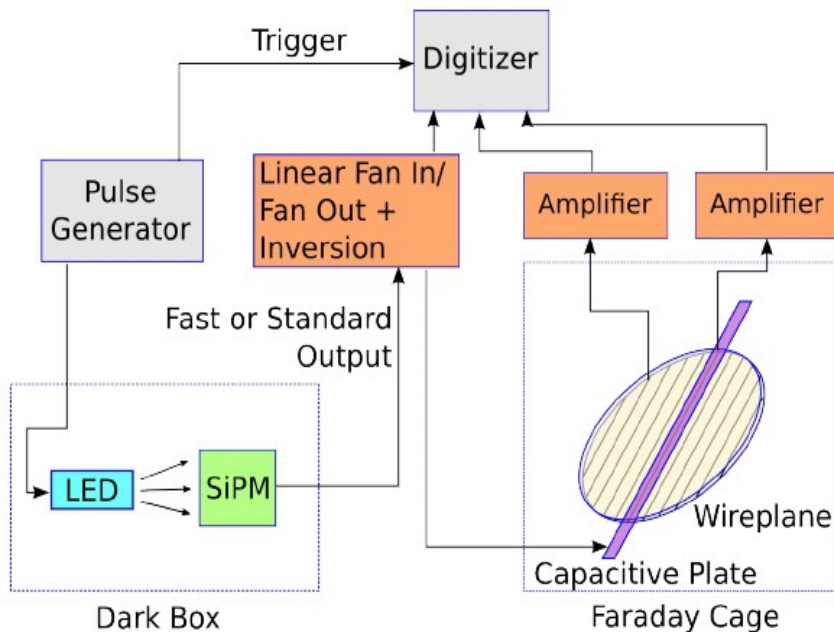 Trigger
Digitizer
Pulse
Generator
Linear Fan In/
Fan Out +
Inversion
Amplifier
Amplifier
Fast or Standard
Output
LED
SiPM
Wireplane
Capacitive Plate
Dark Box
Faraday Cage